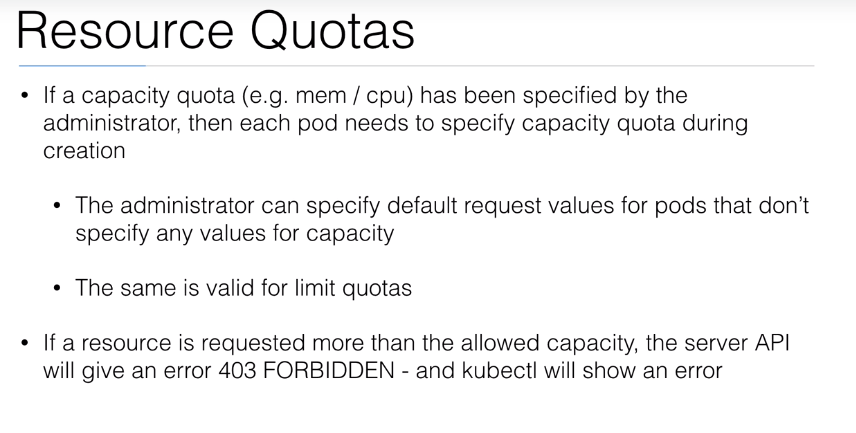 Resource Quotas
• If a capacity quota (e.g. mem / cpu) has been specified by the
administrator, then each pod needs to specify capacity quota during
creation
• The administrator can specify default request values for pods that don't
specify any values for capacity
• The same is valid for limit quotas
• If a resource is requested more than the allowed capacity, the server API
will give an error 403 FORBIDDEN - and kubectl will show an error